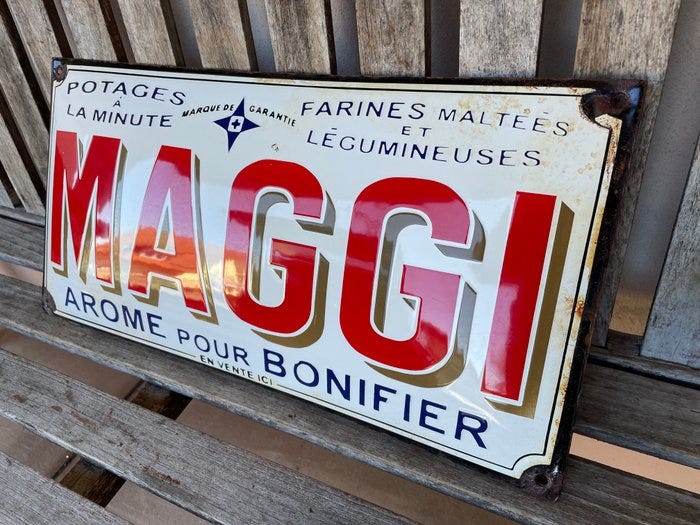 POTAGES
À
LA MINUTE
MARQUE DE GARANTIE
FARINES MALTÉES
ET
LÉGUMINEUSES
MAGGI
AROME POUR BONIFIER
EN VENTE ICI